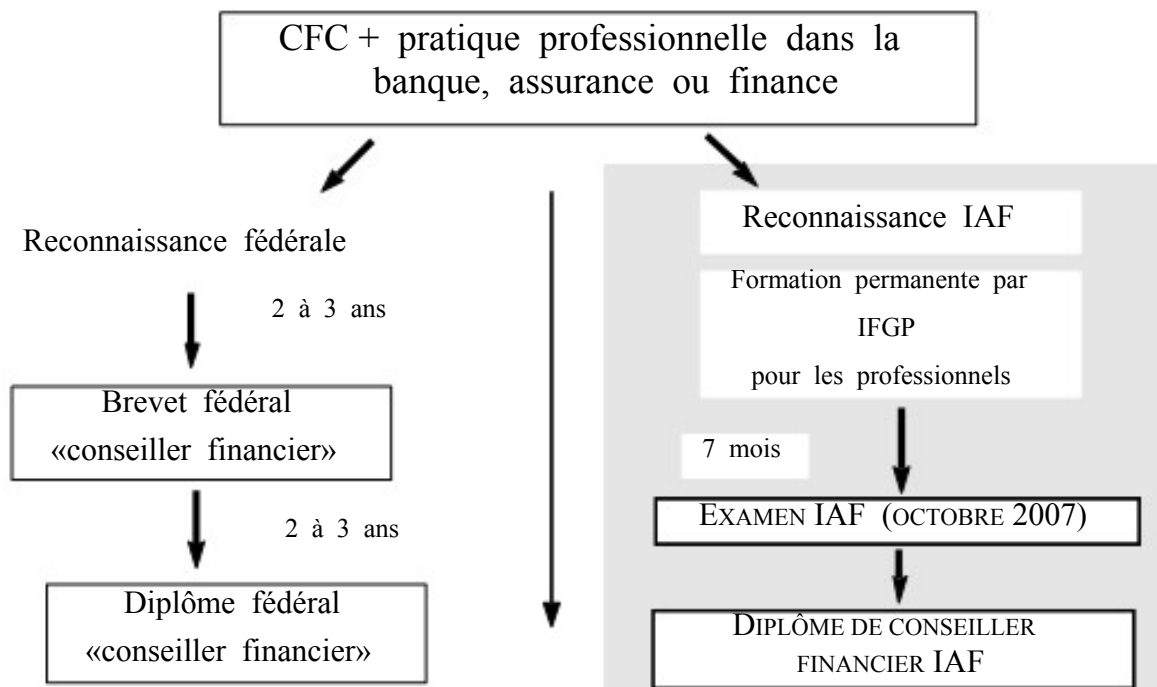 CFC + pratique professionnelle dans la
banque, assurance ou finance
Reconnaissance fédérale
2 à 3 ans
Brevet fédéral
«conseiller financier»
2 à 3 ans
Diplôme fédéral
«conseiller financier»
Reconnaissance IAF
Formation permanente par
IFGP
pour les professionnels
7 mois
EXAMEN IAF (OCTOBRE 2007)
DIPLÔME DE CONSEILLER
FINANCIER IAF